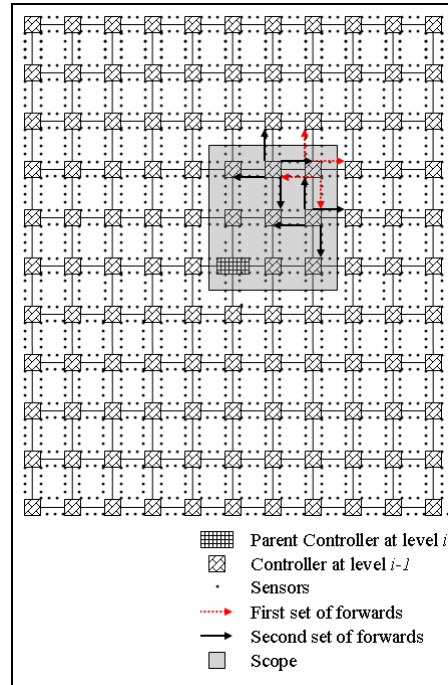 Parent Controller at level i
Controller at level i-1
Sensors
First set of forwards
Second set of forwards
Scope